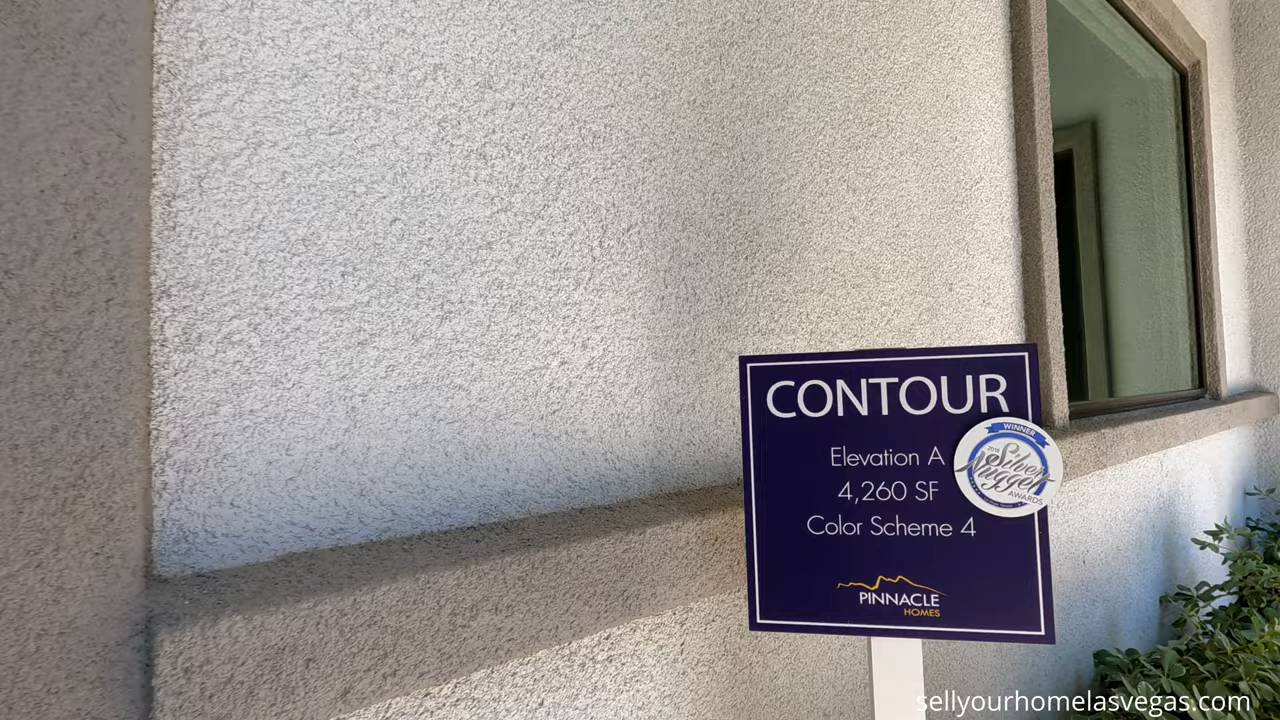 CONTOUR
Elevation A
4,260 SF
Color Scheme 4
WINNER
Silver
Nugget
AWARDS
PINNACLE
HOMES
sellyourhomelasvegas.com